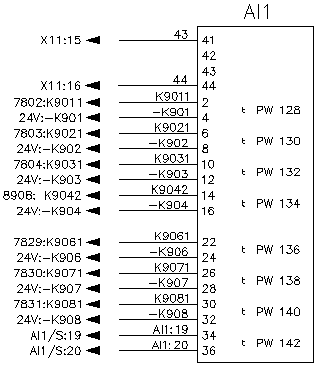 AI1
X11:15 43 41
42
43
X11:16 44 44
7802:K9011 K9011 2
t PW 128
24V:-K901 -K901 4
7803:K9021 K9021 6
t PW 130
24V:-K902 -K902 8
7804:K9031 K9031 10
t PW 132
24V:-K903 -K903 12
8908: K9042 K9042 14
t PW 134
24V:-K904 -K904 16
7829:K9061 K9061 22
t PW 136
24V:-K906 -K906 24
7830:K9071 K9071 26
t PW 138
24V:-K907 -K907 28
7831:K9081 K9081 30
t PW 140
24V:-K908 -K908 32
AI1/S:19 AI1:19 34
t PW 142
AI1/S:20 AI1:20 36